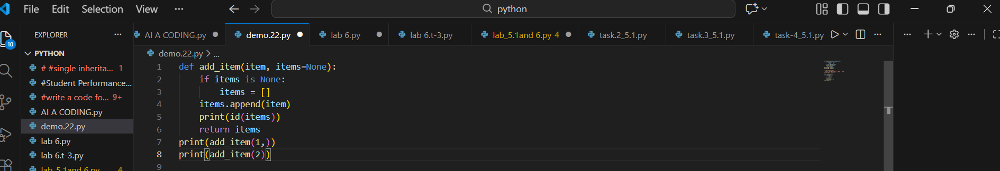 File Edit Selection View ··· python
EXPLORER ···
PYTHON
# #single inherita... 1
#Student Performance...
#write a code fo... 9+
AI A CODING.py
demo.22.py
lab 6.py
lab 6.t-3.py
lab_5.1and 6.py 4
10
AI A CODING.py demo.22.py lab 6.py lab 6.t-3.py lab_5.1and 6.py 4 task.2_5.1.py task.3_5.1.py task-4_5.1.py
demo.22.py > ...
1 def add_item(item, items=None):
2 if items is None:
3 items = []
4 items.append(item)
5 print(id(items))
6 return items
7 print(add_item(1,))
8 print(add_item(2))
9